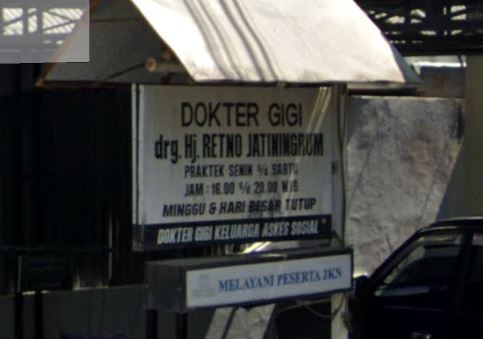 DOKTER GIGI
drg. Hj. RETNO JATININGRUM
PRAKTEK SENIN S/d SABTU
JAM : 16.00 S/d 20.00 WIB
MINGGU & HARI BESAR TUTUP
DOKTER GIGI KELUARGA ASKES SOSIAL
MELAYANI PESERTA JKN